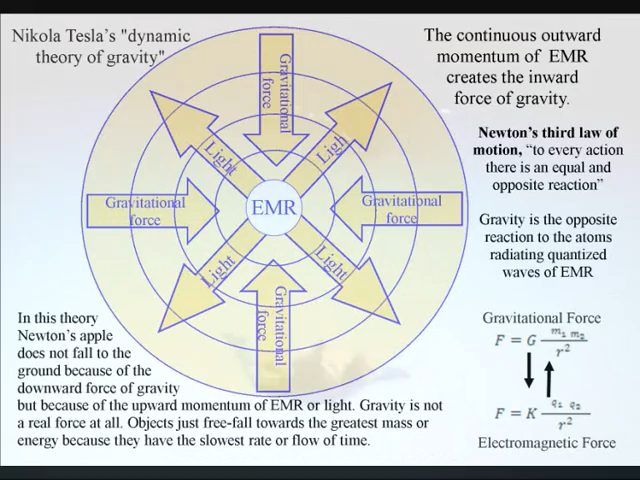 Nikola Tesla's "dynamic
theory of gravity"
The continuous outward
momentum of EMR
creates the inward
force of gravity.
Newton's third law of
motion, "to every action
there is an equal and
opposite reaction"
Gravity is the opposite
reaction to the atoms
radiating quantized
waves of EMR
Gravitational
force
Light
Ligh
Gravitational
force
EMR
Gravitational
force
Light
Light
Gravitational
force
In this theory
Newton's apple
does not fall to the
ground because of the
downward force of gravity
but because of the upward momentum of EMR or light. Gravity is not
a real force at all. Objects just free-fall towards the greatest mass or
energy because they have the slowest rate or flow of time.
Gravitational Force
F = G m₁ m₂ / r²
F = K q₁ q₂ / r²
Electromagnetic Force